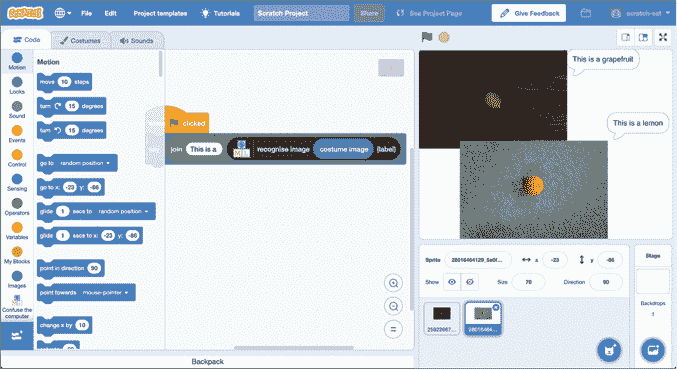 SCRATCH File Edit Project templates Tutorials Scratch Project Share See Project Page Give Feedback scratch-cat
Code Costumes Sounds
Motion
Motion
Looks
Sound
Events
Control
Sensing
Operators
Variables
My Blocks
Images
Confuse the computer
move 10 steps
turn 15 degrees
turn 15 degrees
go to random position
go to x: -23 y: -86
glide 1 secs to random position
glide 1 secs to x: -23 y: -86
point in direction 90
point towards mouse-pointer
change x by 10
clicked
join This is a recognise image costume image (label)
This is a grapefruit
This is a lemon
Sprite x -23 y -86
Show Size 70 Direction 90
Stage
Backdrops
1
Backpack